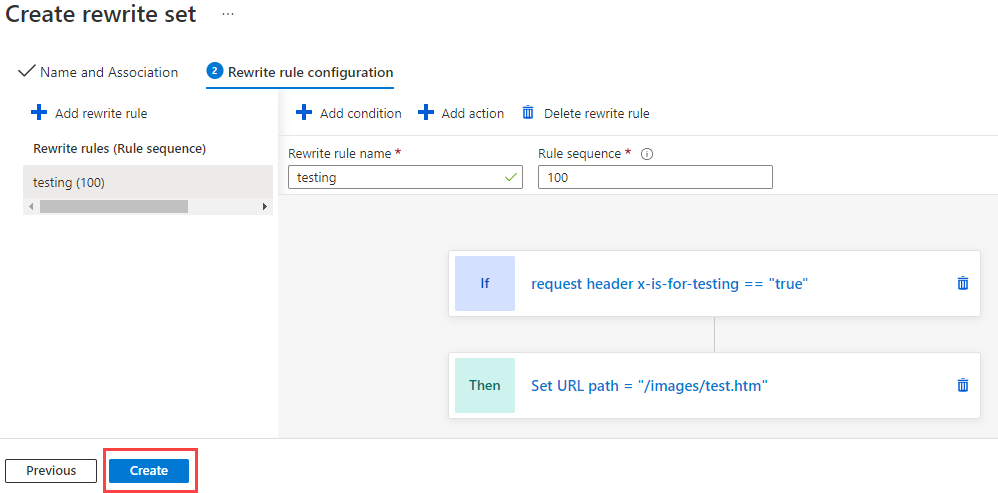 Create rewrite set ...
Name and Association 2 Rewrite rule configuration
Add rewrite rule
Add condition Add action Delete rewrite rule
Rewrite rules (Rule sequence)
testing (100)
Rewrite rule name * Rule sequence *
testing 100
If request header x-is-for-testing == "true"
Then Set URL path = "/images/test.htm"
Previous Create